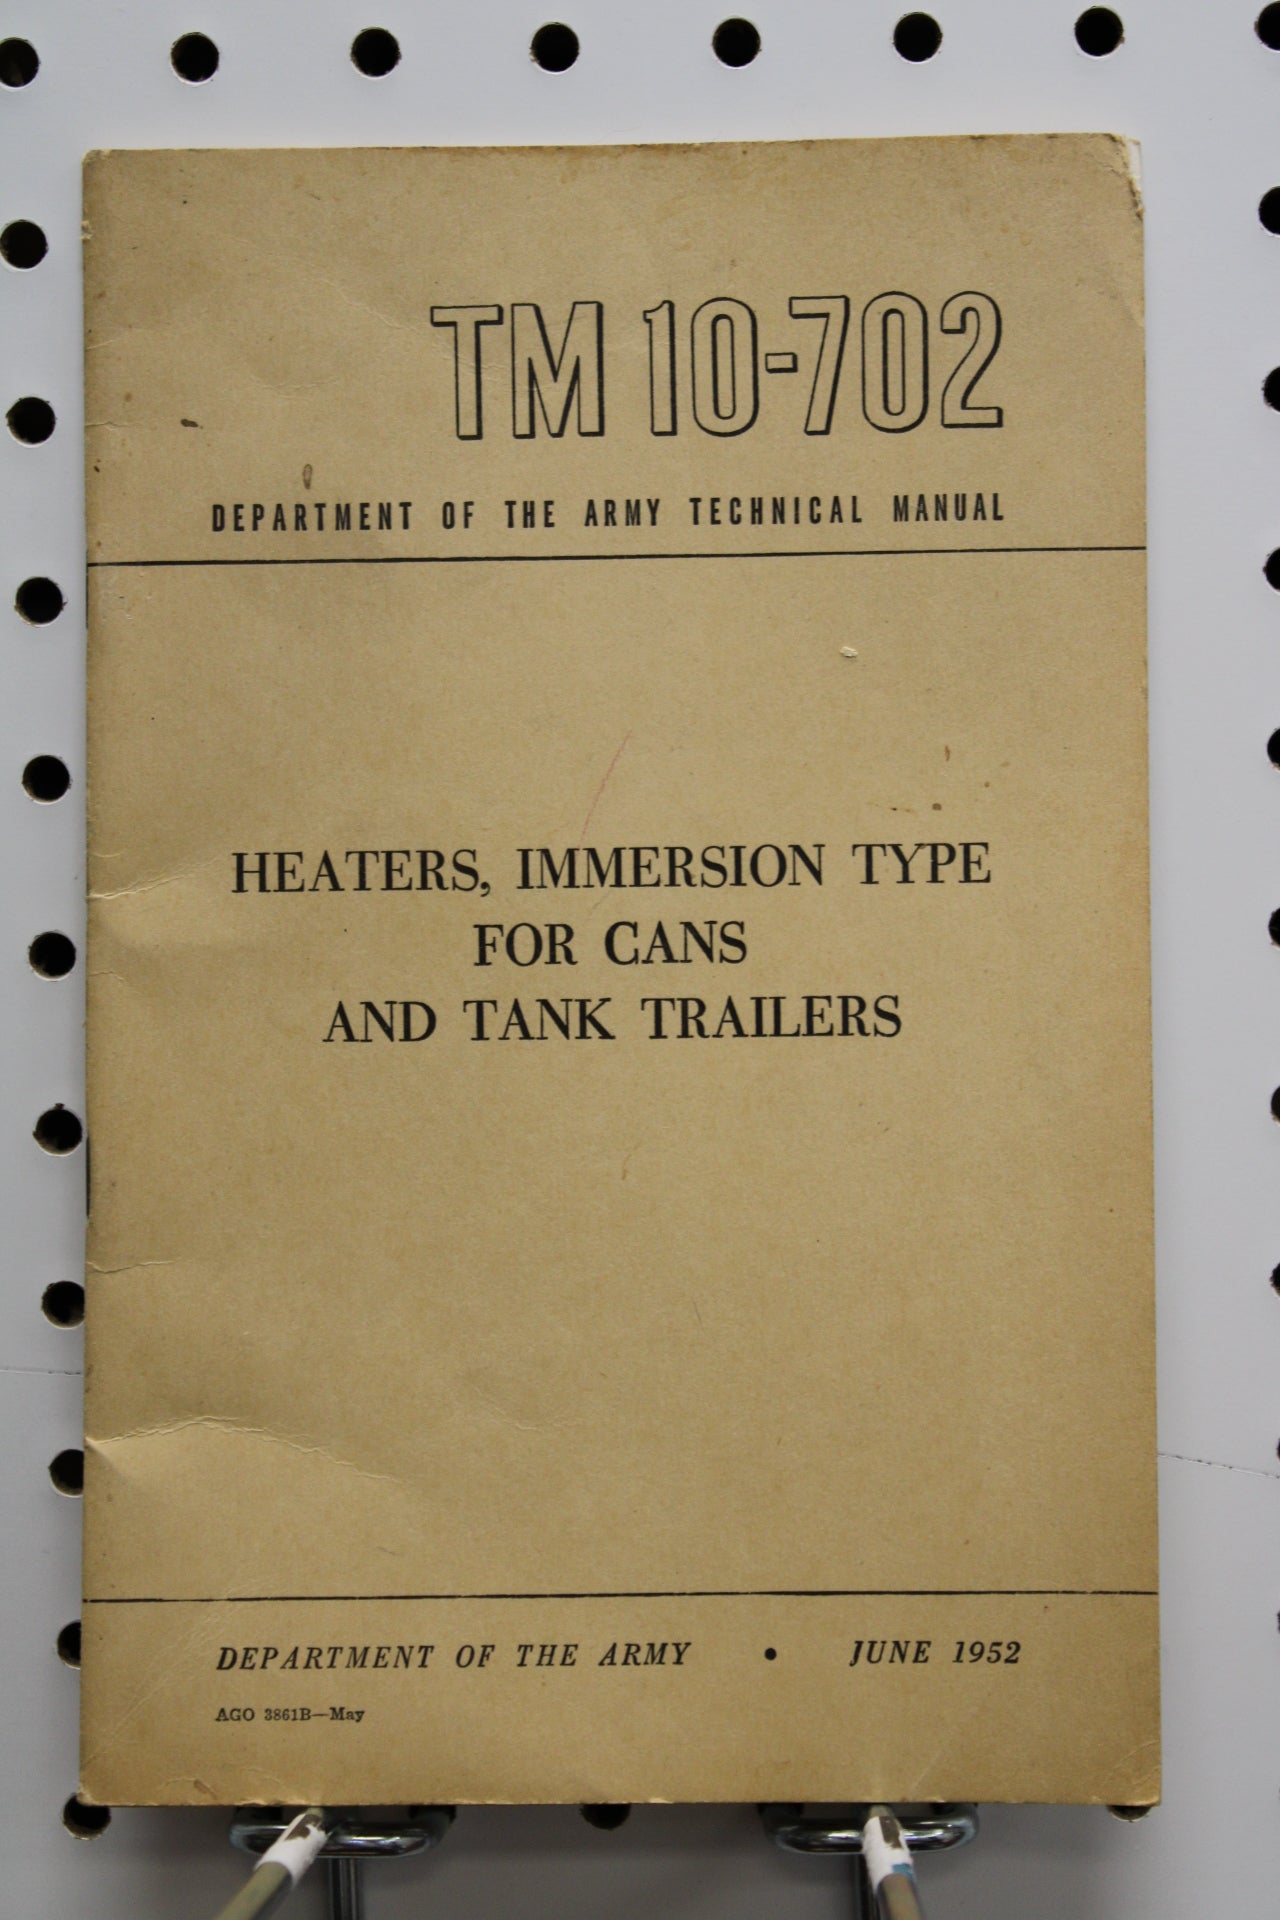 TM 10-702
DEPARTMENT OF THE ARMY TECHNICAL MANUAL
HEATERS, IMMERSION TYPE
FOR CANS
AND TANK TRAILERS
DEPARTMENT OF THE ARMY • JUNE 1952
AGO 3861B—May